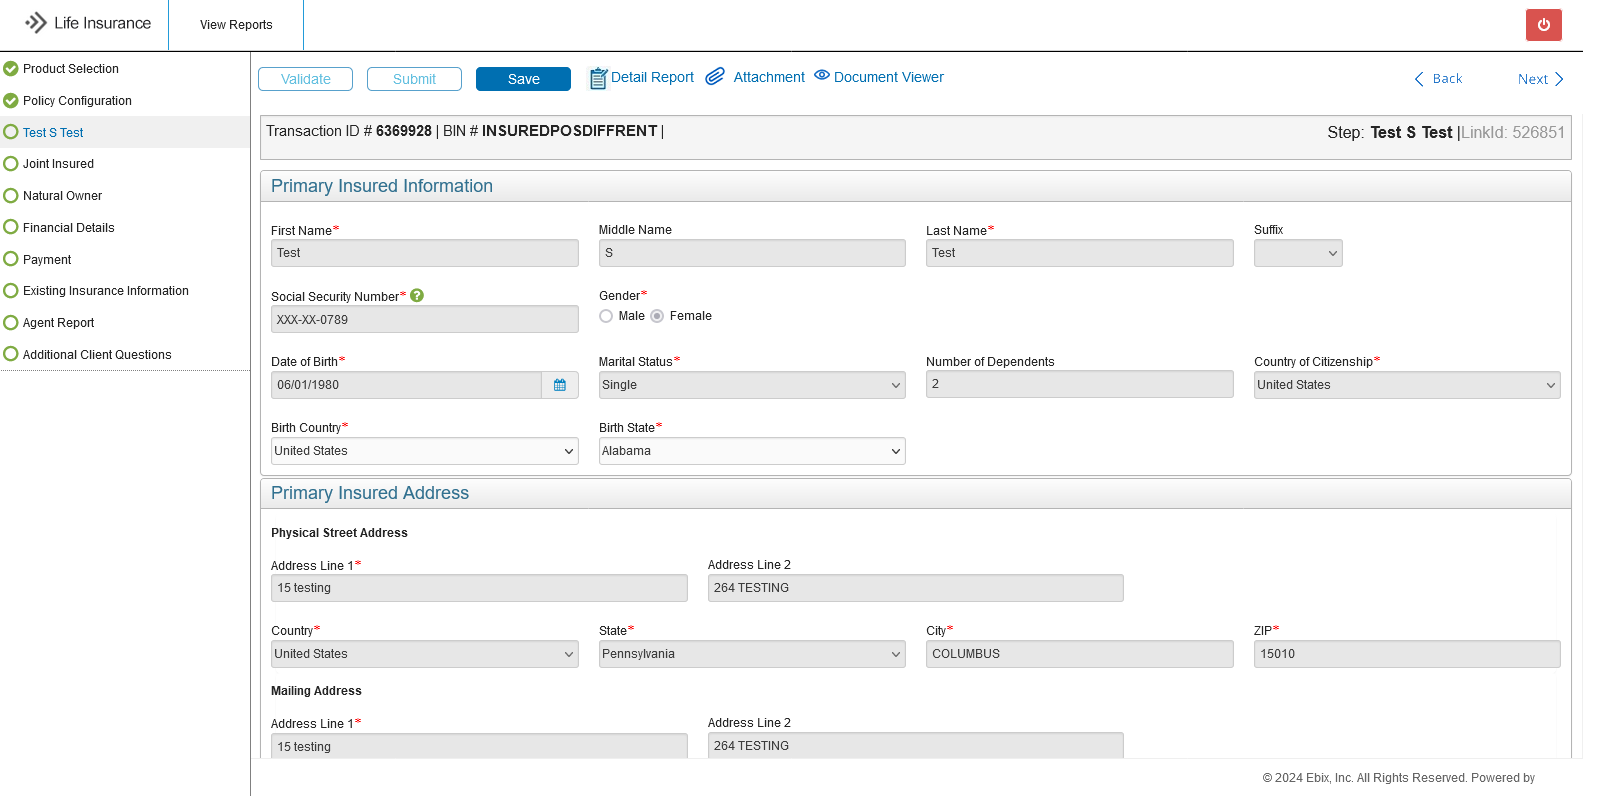 Life Insurance
View Reports
Product Selection
Policy Configuration
Test S Test
Joint Insured
Natural Owner
Financial Details
Payment
Existing Insurance Information
Agent Report
Additional Client Questions
Validate Submit Save Detail Report Attachment Document Viewer Back Next
Transaction ID # 6369928 | BIN # INSUREDPOSDIFFRENT | Step: Test S Test |LinkId: 526851
Primary Insured Information
First Name* Middle Name Last Name* Suffix
Test S Test
Social Security Number* ? Gender*
XXX-XX-0789 Male Female
Date of Birth* Marital Status* Number of Dependents Country of Citizenship*
06/01/1980 Single 2 United States
Birth Country* Birth State*
United States Alabama
Primary Insured Address
Physical Street Address
Address Line 1* Address Line 2
15 testing 264 TESTING
Country* State* City* ZIP*
United States Pennsylvania COLUMBUS 15010
Mailing Address
Address Line 1* Address Line 2
15 testing 264 TESTING
© 2024 Ebix, Inc. All Rights Reserved. Powered by